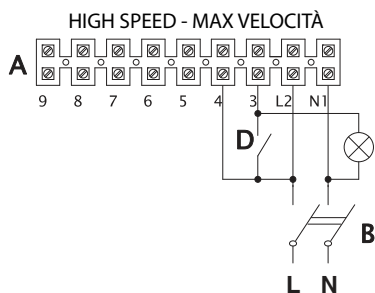 HIGH SPEED - MAX VELOCITÀ
A
9 8 7 6 5 4 3 L2 N1
D
B
L N